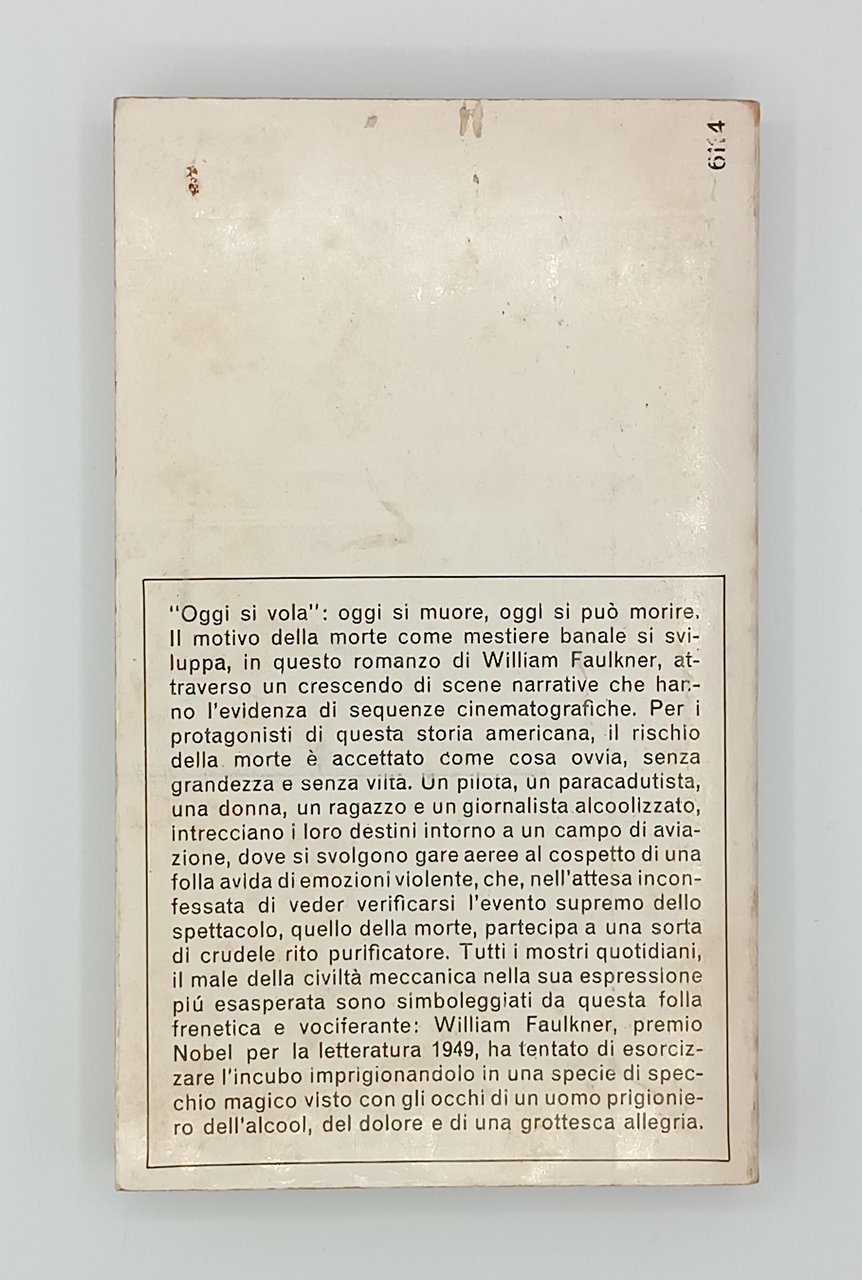 "Oggi si vola": oggi si muore, oggi si può morire.
Il motivo della morte come mestiere banale si svi-
luppa, in questo romanzo di William Faulkner, at-
traverso un crescendo di scene narrative che han-
no l'evidenza di sequenze cinematografiche. Per i
protagonisti di questa storia americana, il rischio
della morte è accettato come cosa ovvia, senza
grandezza e senza viltà. Un pilota, un paracadutista,
una donna, un ragazzo e un giornalista alcoolizzato,
intrecciano i loro destini intorno a un campo di avia-
zione, dove si svolgono gare aeree al cospetto di una
folla avida di emozioni violente, che, nell'attesa incon-
fessata di veder verificarsi l'evento supremo dello
spettacolo, quello della morte, partecipa a una sorta
di crudele rito purificatore. Tutti i mostri quotidiani,
il male della civiltà meccanica nella sua espressione
piú esasperata sono simboleggiati da questa folla
frenetica e vociferante: William Faulkner, premio
Nobel per la letteratura 1949, ha tentato di esorciz-
zare l'incubo imprigionandolo in una specie di spec-
chio magico visto con gli occhi di un uomo prigionie-
ro dell'alcool, del dolore e di una grottesca allegria.